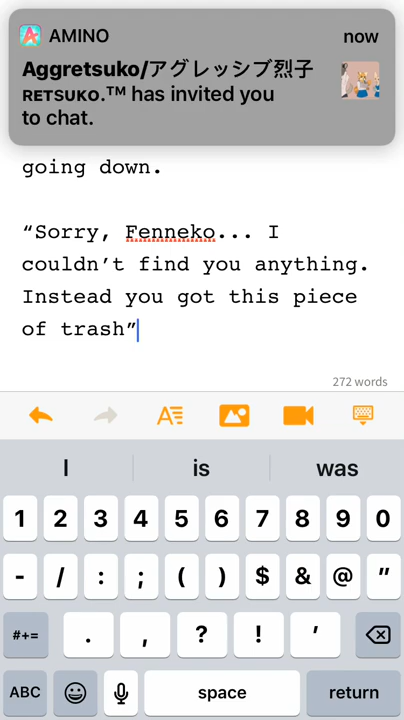 AMINO now
Aggretsuko/アグレッシブ烈子
ʀᴇᴛsᴜᴋᴏ.™ has invited you
to chat.
going down.
“Sorry, Fenneko... I
couldn’t find you anything.
Instead you got this piece
of trash”
272 words
I is was
1 2 3 4 5 6 7 8 9 0
- / : ; ( ) $ & @ "
#+= . , ? ! ’
ABC space return